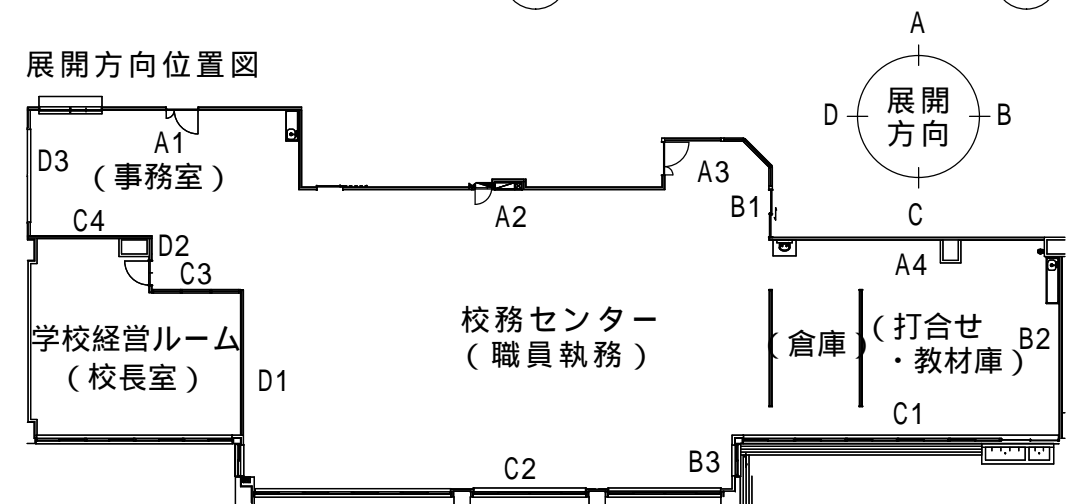 展開方向位置図
A
展開
方向
D
B
C
A1
D3
(事務室)
C4
D2
C3
A2
A3
B1
A4
学校経営ルーム
(校長室)
D1
校務センター
(職員執務)
(倉庫)
(打合せ
・教材庫)
B2
C1
C2
B3